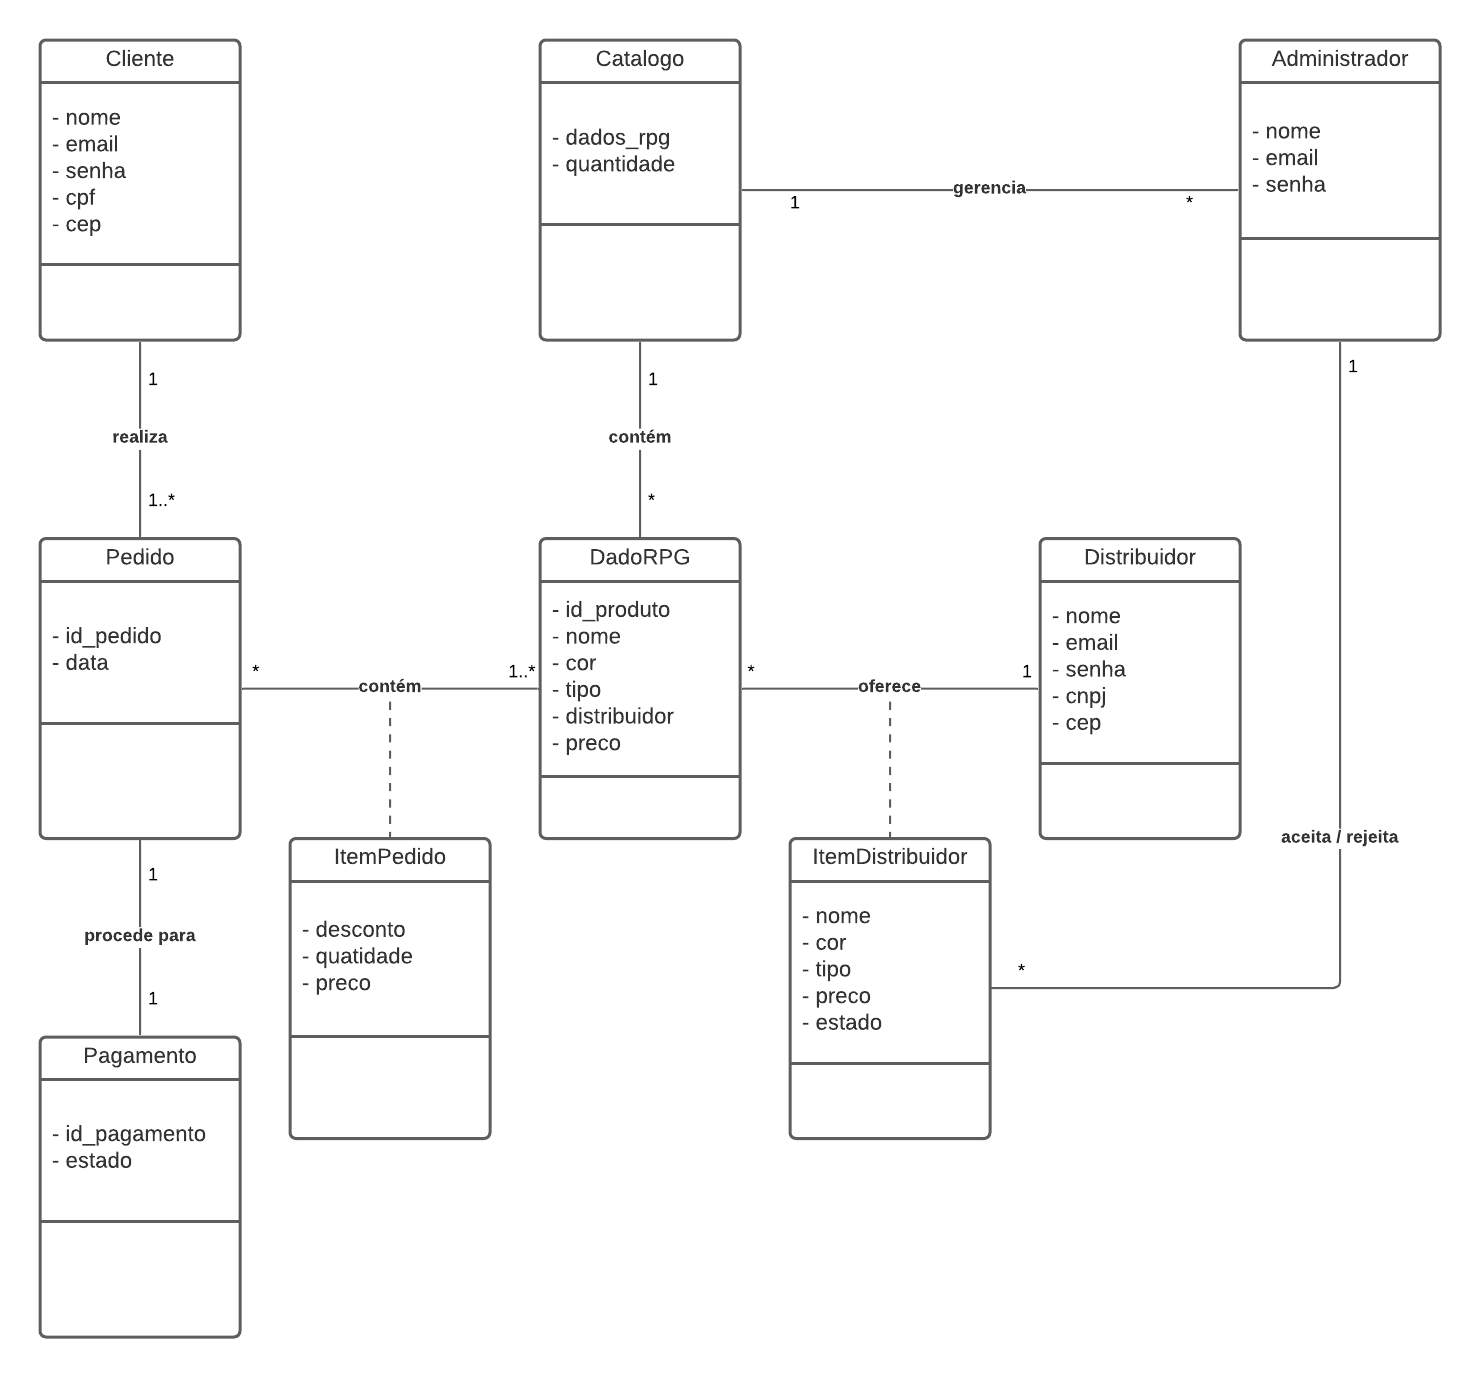 Cliente
- nome
- email
- senha
- cpf
- cep
Catalogo
- dados_rpg
- quantidade
Administrador
- nome
- email
- senha
gerencia
1
*
1
realiza
1..*
1
contém
*
1
aceita / rejeita
*
Pedido
- id_pedido
- data
*
contém
1..*
DadoRPG
- id_produto
- nome
- cor
- tipo
- distribuidor
- preco
*
oferece
1
Distribuidor
- nome
- email
- senha
- cnpj
- cep
1
procede para
1
ItemPedido
- desconto
- quatidade
- preco
ItemDistribuidor
- nome
- cor
- tipo
- preco
- estado
Pagamento
- id_pagamento
- estado